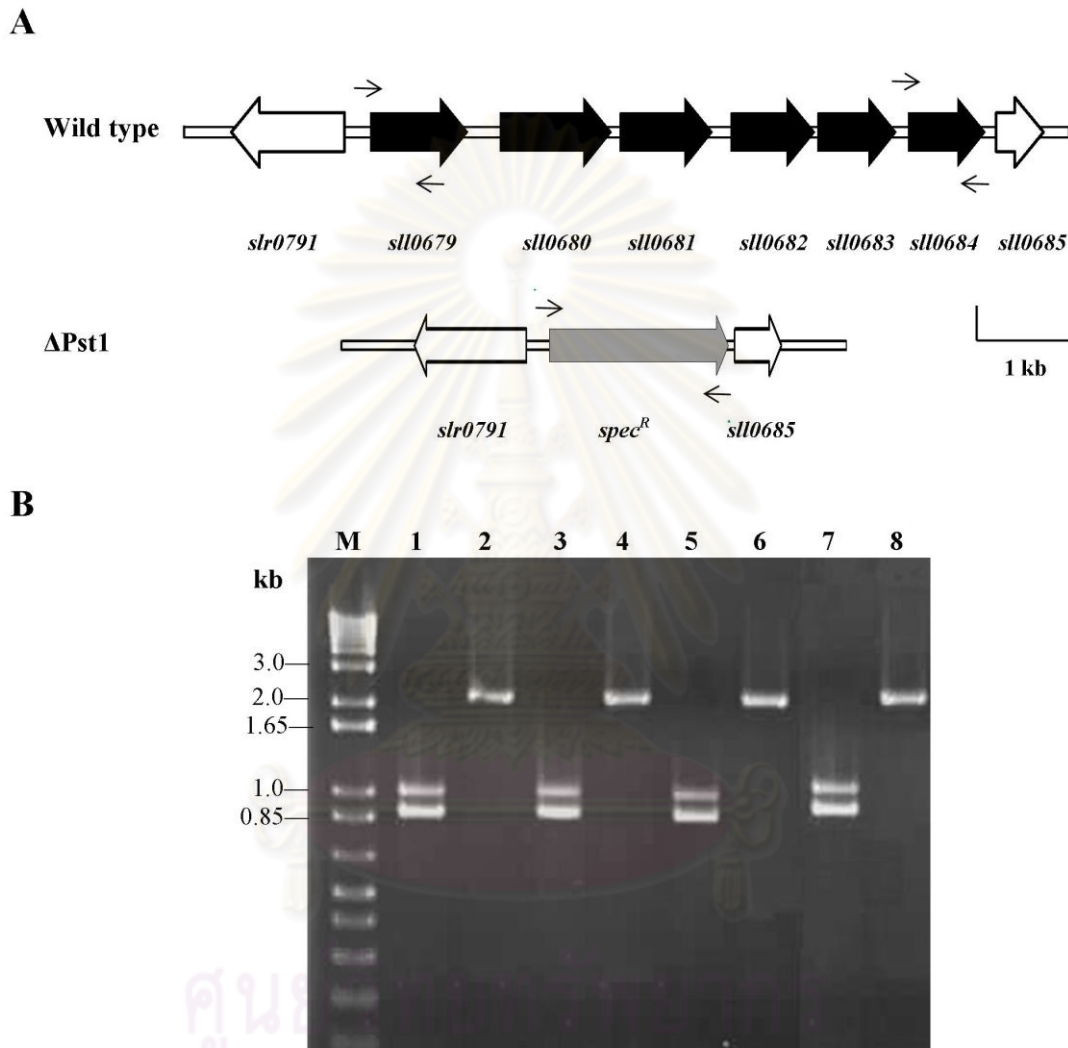 A
Wild type
slr0791 sll0679 sll0680 sll0681 sll0682 sll0683 sll0684 sll0685
ΔPst1
1 kb
slr0791 specR sll0685
B
M 1 2 3 4 5 6 7 8
kb
3.0
2.0
1.65
1.0
0.85